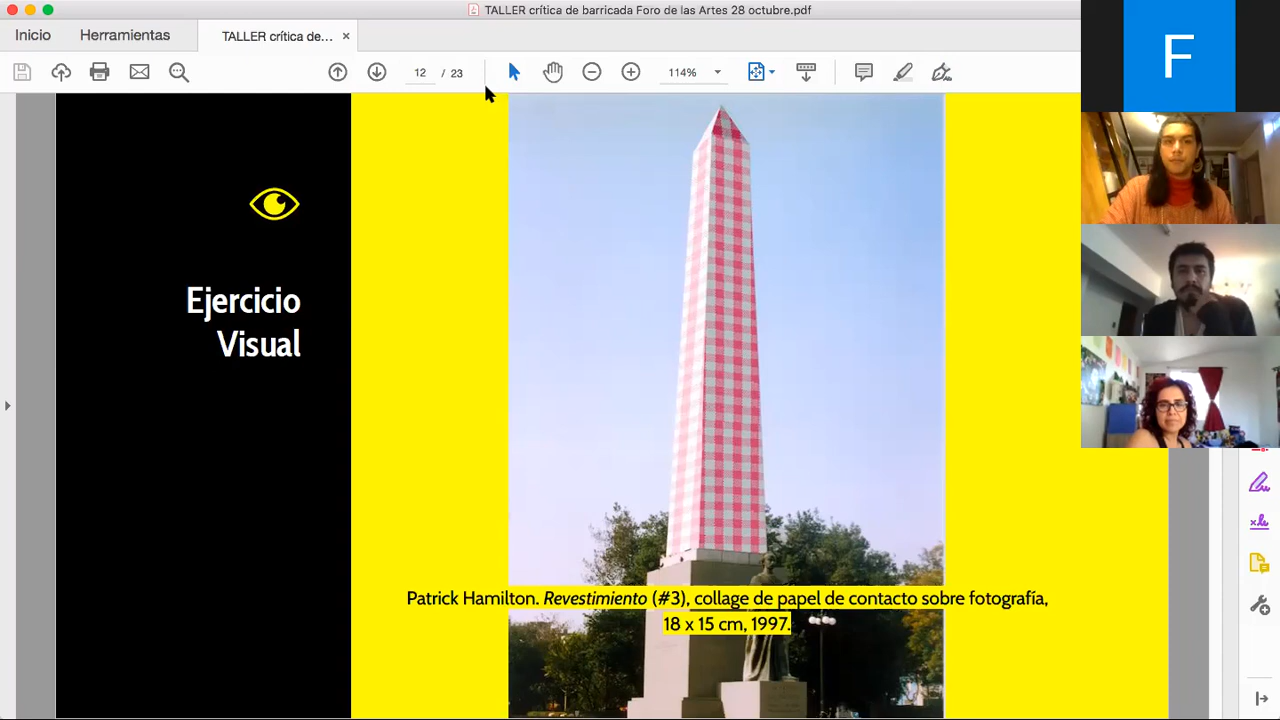 TALLER crítica de barricada Foro de las Artes 28 octubre.pdf
Inicio
Herramientas
TALLER crítica de...
12 / 23
114%
F
Ejercicio
Visual
Patrick Hamilton. Revestimiento (#3), collage de papel de contacto sobre fotografía,
18 x 15 cm, 1997.